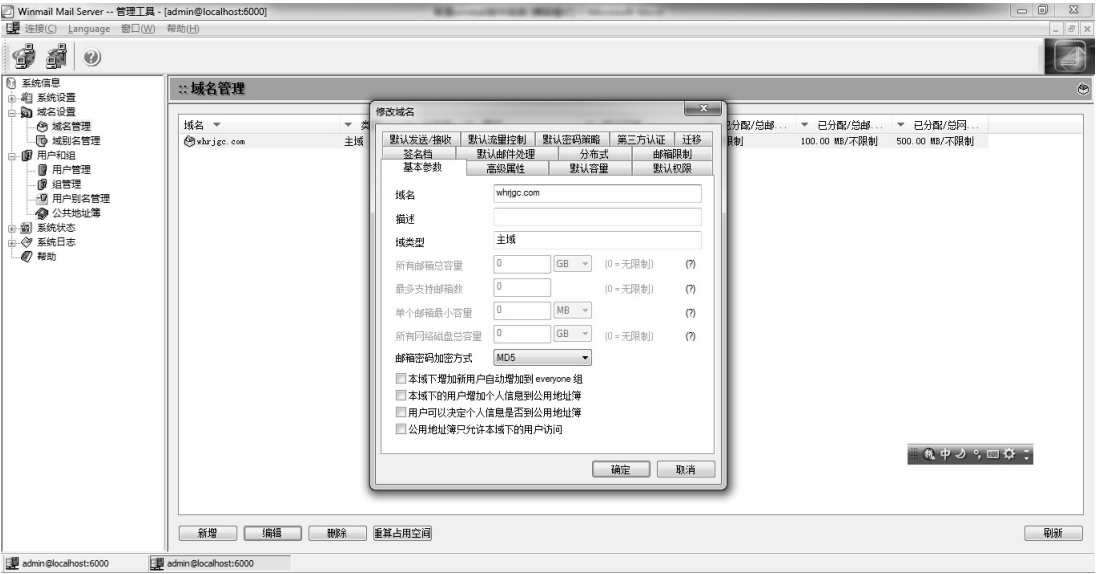 Winmail Mail Server -- 管理工具 - [admin@localhost:6000]
连接(C) Language 窗口(W) 帮助(H)
系统信息
系统设置
域名设置
域名管理
域别名管理
用户和组
用户管理
组管理
用户别名管理
公共地址簿
系统状态
系统日志
帮助
:: 域名管理
域名
whrjgc.com
主域
已分配/总邮... 已分配/总邮... 已分配/总网...
限制 100.00 MB/不限制 500.00 MB/不限制
修改域名
默认发送/接收 默认流量控制 默认密码策略 第三方认证 迁移
签名档 默认邮件处理 分布式 邮箱限制
基本参数 高级属性 默认容量 默认权限
域名 whrjgc.com
描述
域类型 主域
所有邮箱总容量 0 GB (0 = 无限制) (?)
最多支持邮箱数 0 (0 = 无限制) (?)
单个邮箱最小容量 0 MB (?)
所有网络磁盘总容量 0 GB (0 = 无限制) (?)
邮箱密码加密方式 MD5
本域下增加新用户自动增加到 everyone 组
本域下的用户增加个人信息到公用地址簿
用户可以决定个人信息是否到公用地址簿
公用地址簿只允许本域下的用户访问
确定 取消
中
新增 编辑 删除 重算占用空间 刷新
admin@localhost:6000 admin@localhost:6000